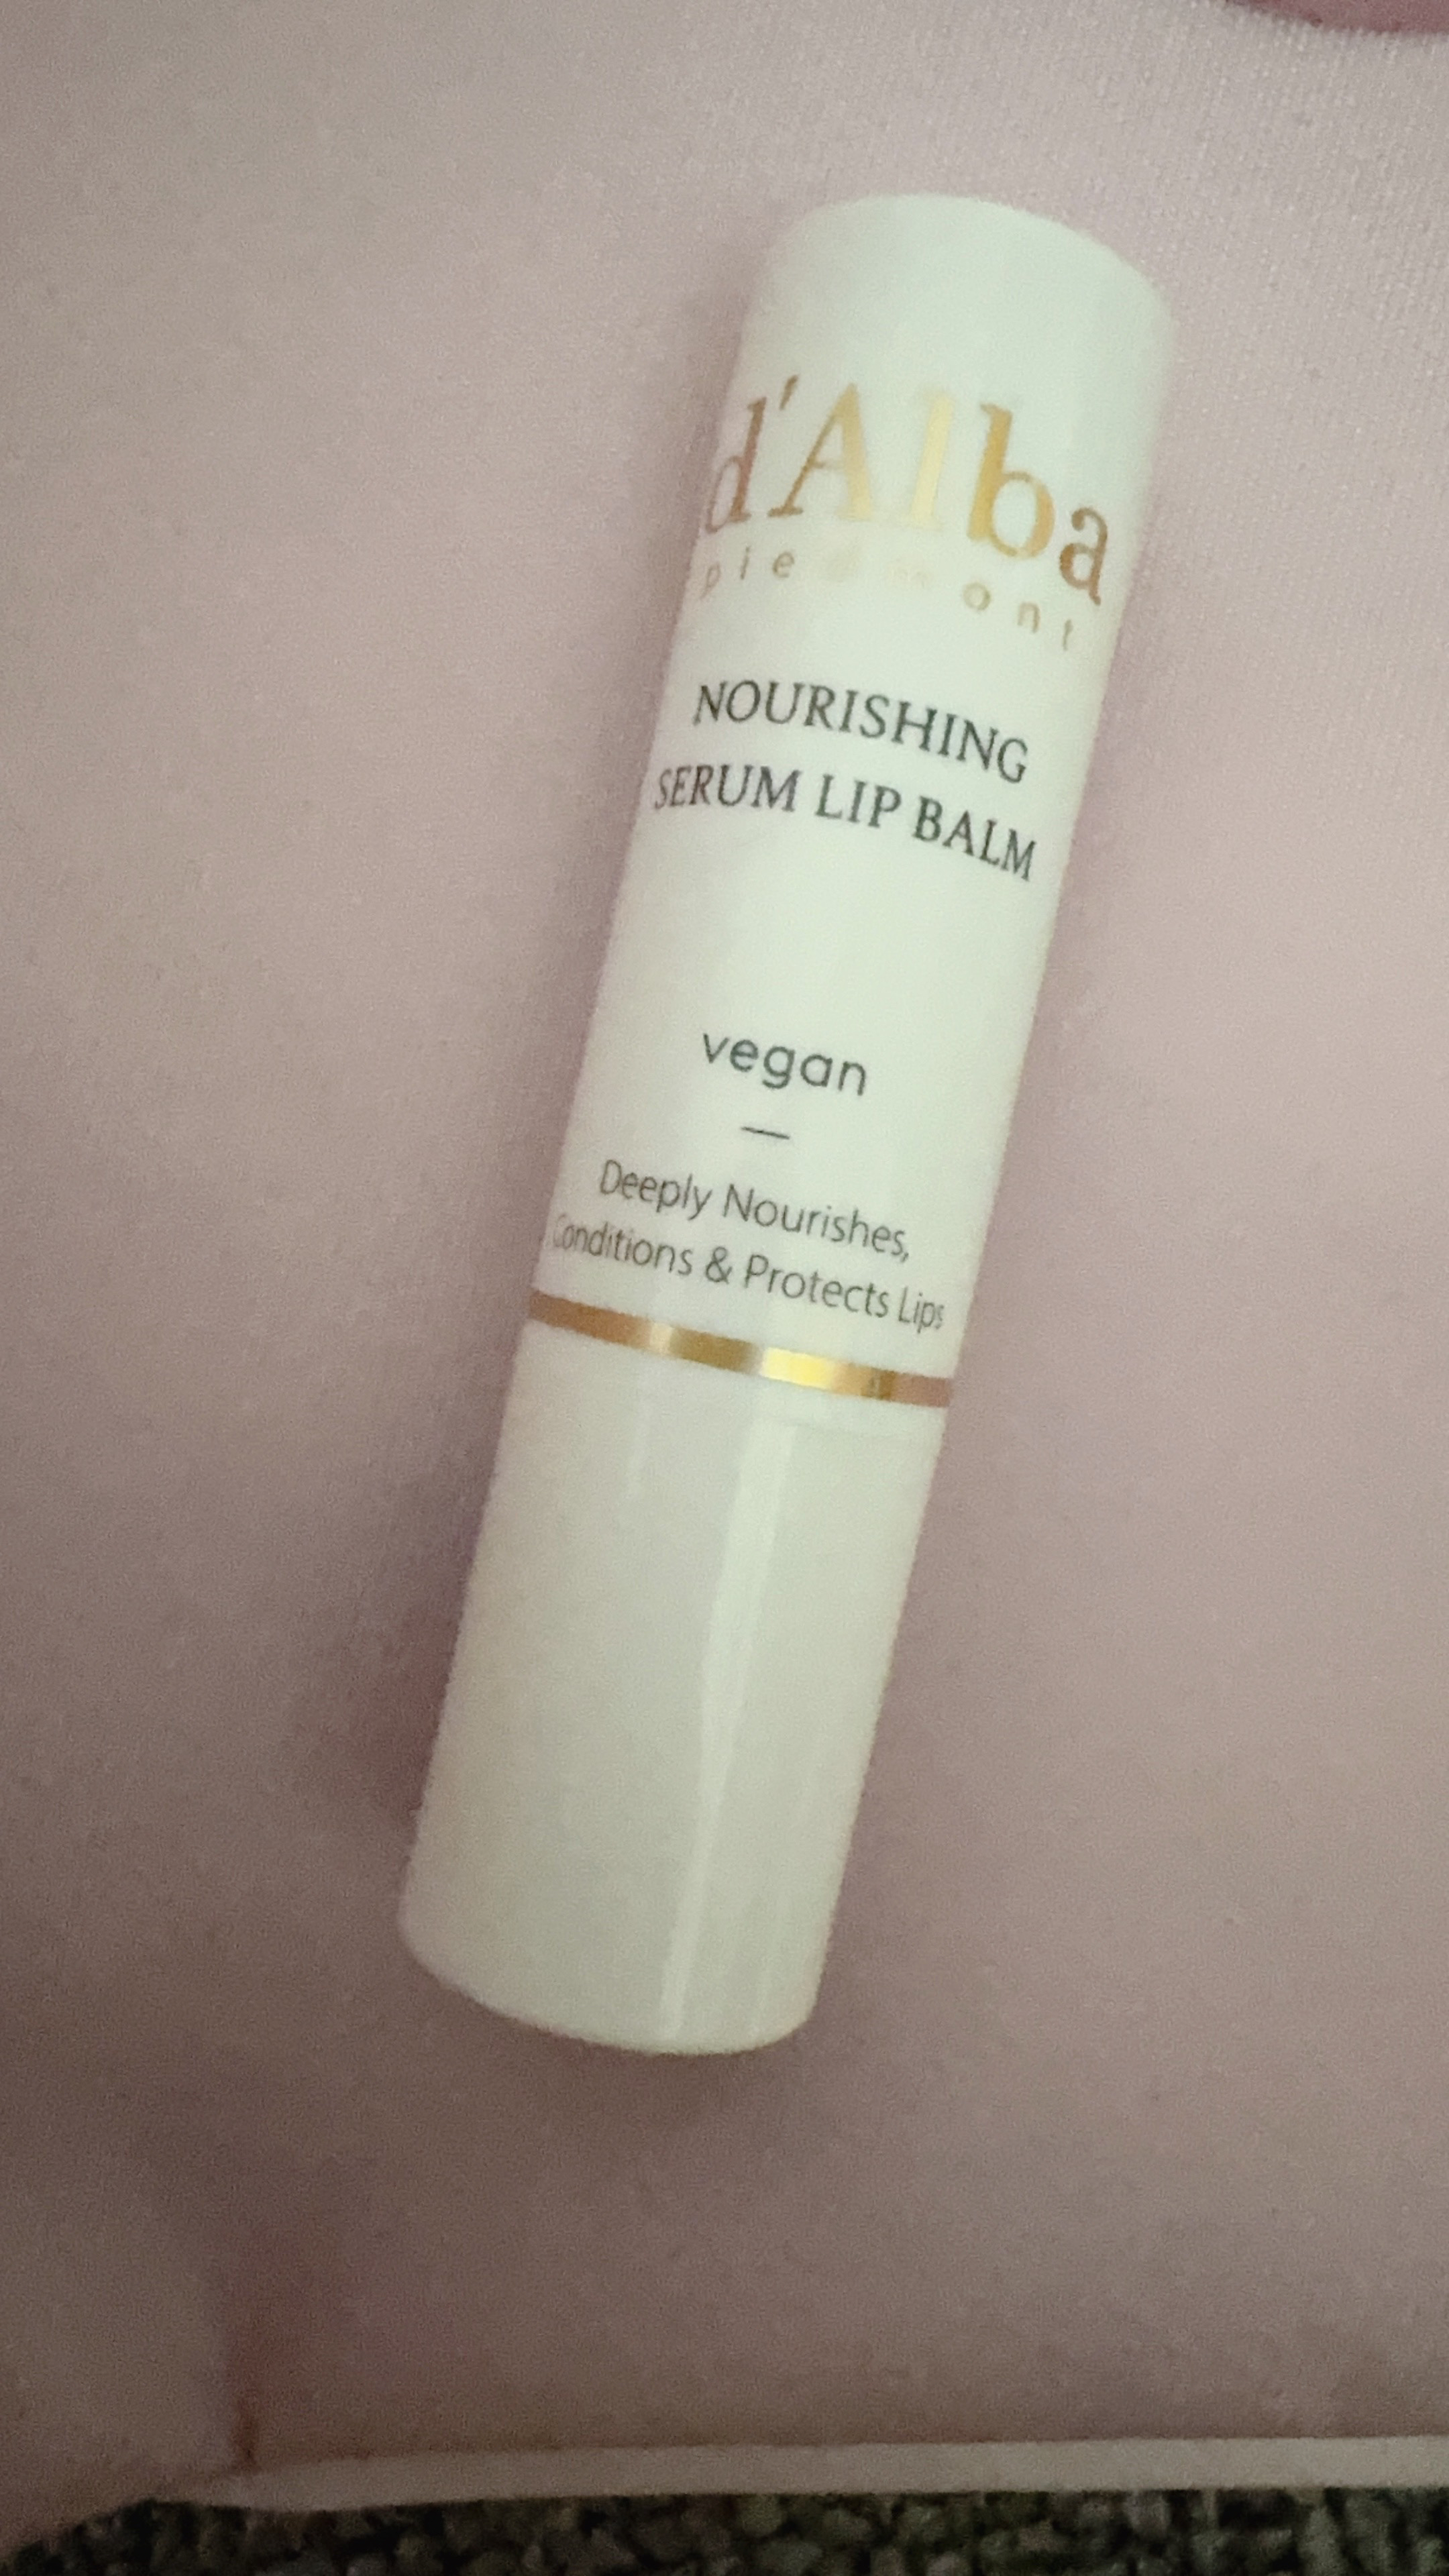 d'Alba
piedmont
NOURISHING
SERUM LIP BALM
vegan
—
Deeply Nourishes,
Conditions & Protects Lips